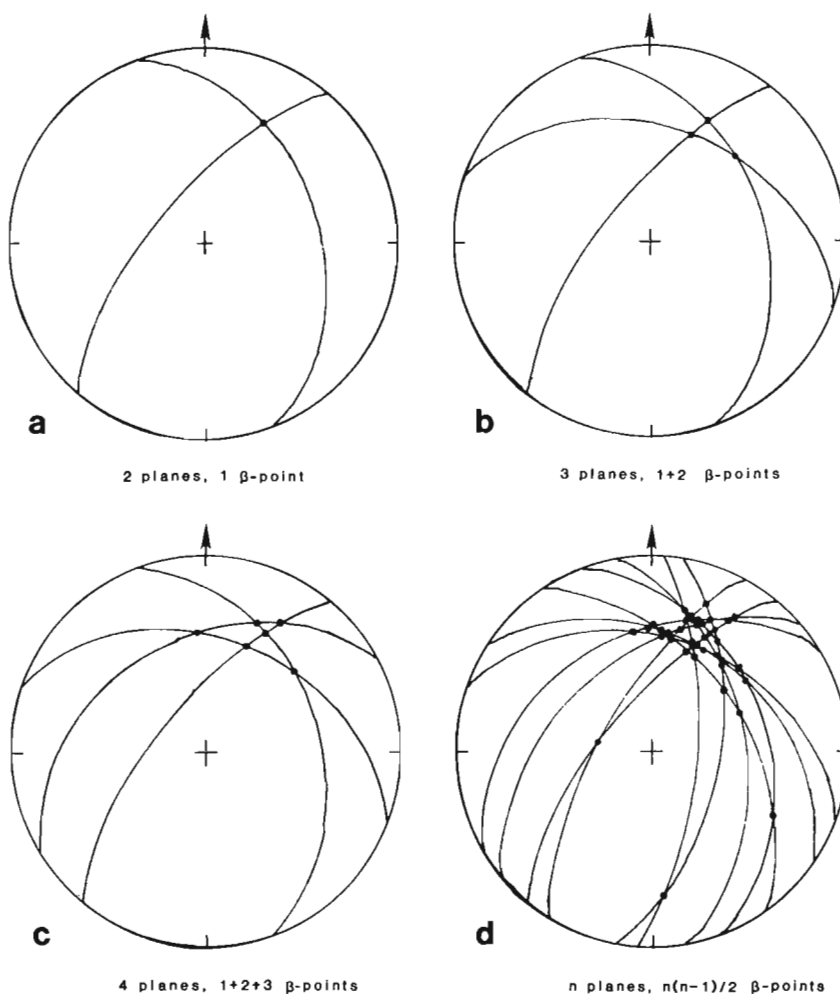 a
2 planes, 1 β-point
b
3 planes, 1+2 β-points
c
4 planes, 1+2+3 β-points
d
n planes, n(n-1)/2 β-points